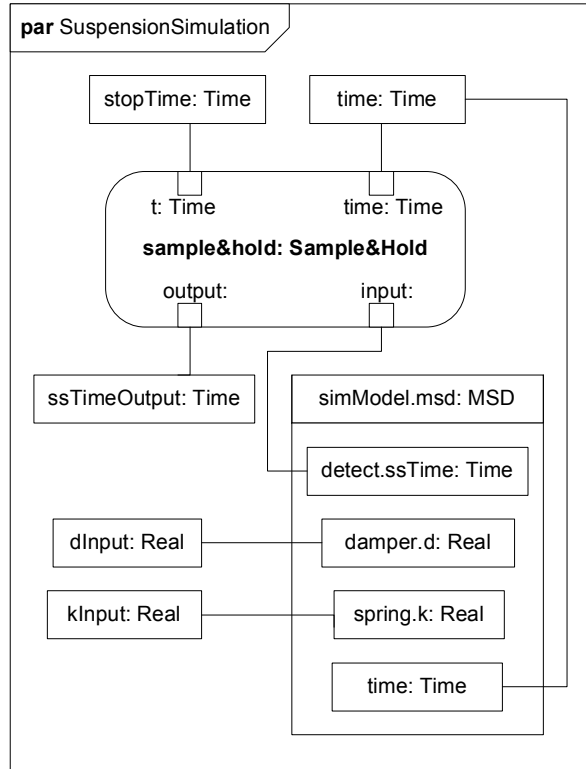 par SuspensionSimulation
stopTime: Time
time: Time
t: Time
time: Time
sample&hold: Sample&Hold
output:
input:
ssTimeOutput: Time
simModel.msd: MSD
detect.ssTime: Time
dInput: Real
damper.d: Real
kInput: Real
spring.k: Real
time: Time